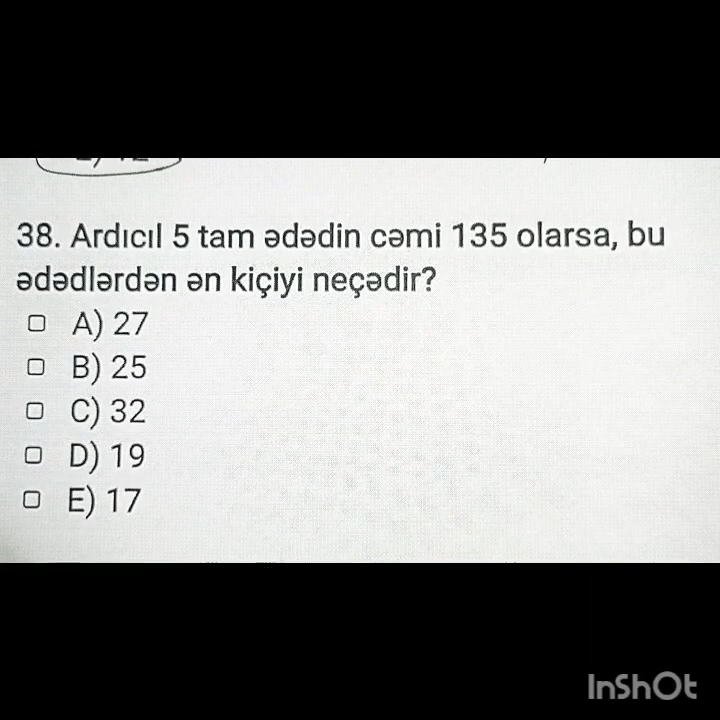 38. Ardıcıl 5 tam ədədin cəmi 135 olarsa, bu
ədədlərdən ən kiçiyi neçədir?
A) 27
B) 25
C) 32
D) 19
E) 17
InShOt